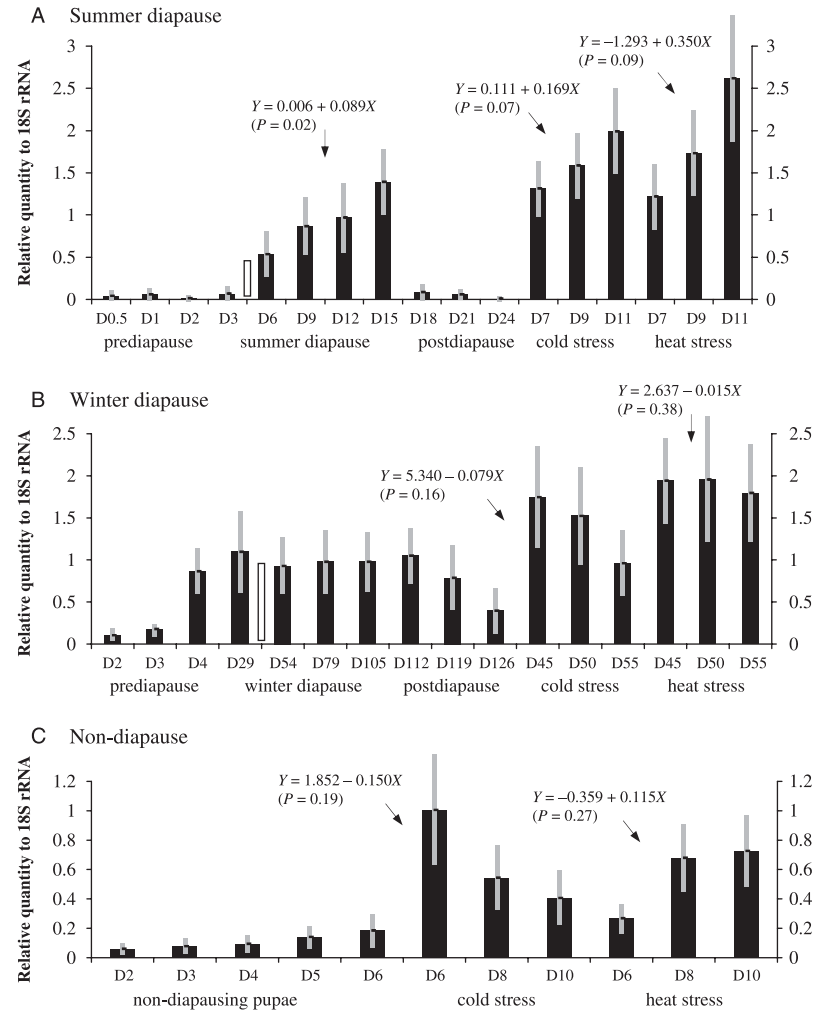 A Summer diapause
Relative quantity to 18S rRNA
3
2.5
2
1.5
1
0.5
0
3
2.5
2
1.5
1
0.5
0
Y = 0.006 + 0.089X
(P = 0.02)
Y = 0.111 + 0.169X
(P = 0.07)
Y = –1.293 + 0.350X
(P = 0.09)
D0.5 D1 D2 D3 D6 D9 D12 D15 D18 D21 D24 D7 D9 D11 D7 D9 D11
prediapause summer diapause postdiapause cold stress heat stress
B Winter diapause
Relative quantity to 18S rRNA
2.5
2
1.5
1
0.5
0
2.5
2
1.5
1
0.5
0
Y = 5.340 – 0.079X
(P = 0.16)
Y = 2.637 – 0.015X
(P = 0.38)
D2 D3 D4 D29 D54 D79 D105 D112 D119 D126 D45 D50 D55 D45 D50 D55
prediapause winter diapause postdiapause cold stress heat stress
C Non-diapause
Relative quantity to 18S rRNA
1.2
1
0.8
0.6
0.4
0.2
0
1.2
1
0.8
0.6
0.4
0.2
0
Y = 1.852 – 0.150X
(P = 0.19)
Y = –0.359 + 0.115X
(P = 0.27)
D2 D3 D4 D5 D6 D6 D8 D10 D6 D8 D10
non-diapausing pupae cold stress heat stress